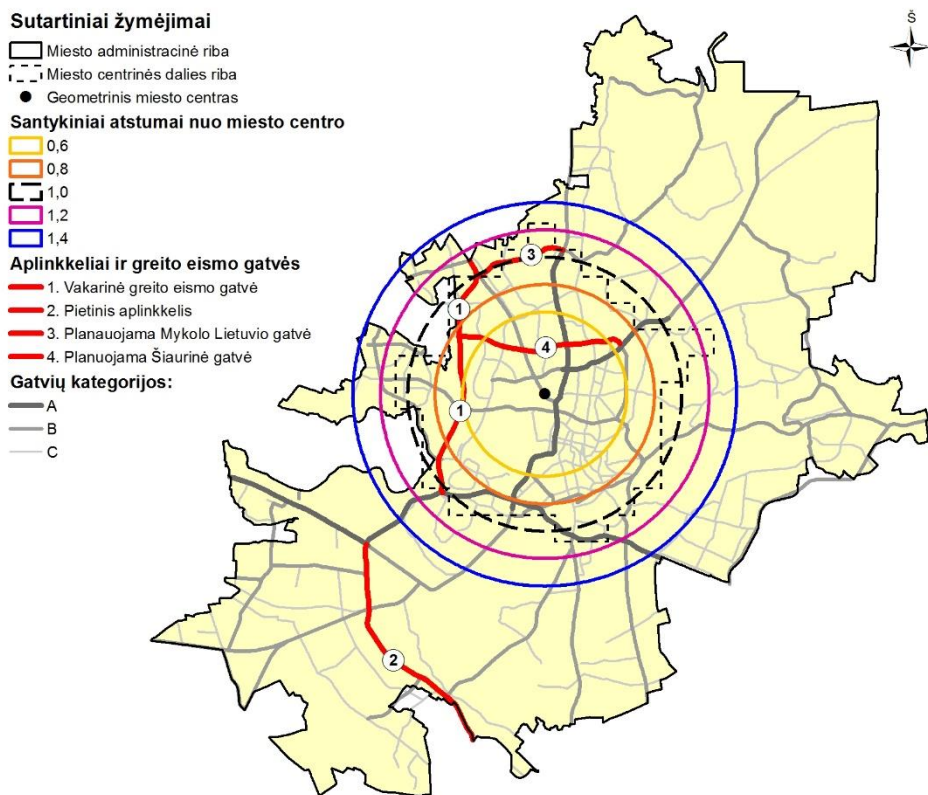 Sutartiniai žymėjimai
Miesto administracinė riba
Miesto centrinės dalies riba
Geometrinis miesto centras
Santykiniai atstumai nuo miesto centro
0,6
0,8
1,0
1,2
1,4
Aplinkkeliai ir greito eismo gatvės
1. Vakarinė greito eismo gatvė
2. Pietinis aplinkkelis
3. Planauojama Mykolo Lietuvio gatvė
4. Planuojama Šiaurinė gatvė
Gatvių kategorijos:
A
B
C
Š
3
1
4
1
2